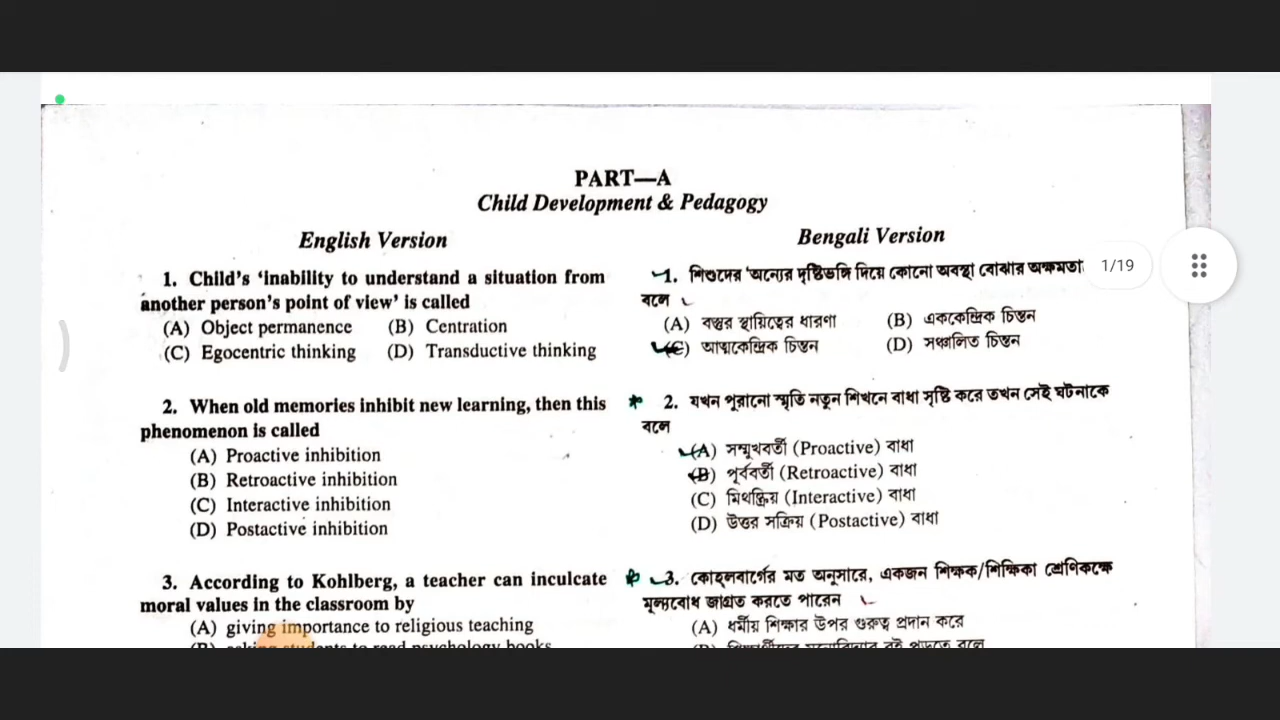 PART—A
Child Development & Pedagogy
English Version
1. Child's 'inability to understand a situation from
another person's point of view' is called
(A) Object permanence (B) Centration
(C) Egocentric thinking (D) Transductive thinking
2. When old memories inhibit new learning, then this
phenomenon is called
(A) Proactive inhibition
(B) Retroactive inhibition
(C) Interactive inhibition
(D) Postactive inhibition
3. According to Kohlberg, a teacher can inculcate
moral values in the classroom by
(A) giving importance to religious teaching
Bengali Version
1. শিশুদের 'অন্যের দৃষ্টিভঙ্গি দিয়ে কোনো অবস্থা বোঝার অক্ষমতা
বলে
(A) বস্তুর স্থায়িত্বের ধারণা (B) এককেন্দ্রিক চিন্তন
(C) আত্মকেন্দ্রিক চিন্তন (D) সঞ্চালিত চিন্তন
2. যখন পুরানো স্মৃতি নতুন শিখনে বাধা সৃষ্টি করে তখন সেই ঘটনাকে
বলে
(A) সম্মুখবর্তী (Proactive) বাধা
(B) পূর্ববর্তী (Retroactive) বাধা
(C) মিথষ্ক্রিয় (Interactive) বাধা
(D) উত্তর সক্রিয় (Postactive) বাধা
3. কোহলবার্গের মত অনুসারে, একজন শিক্ষক/শিক্ষিকা শ্রেণিকক্ষে
মূল্যবোধ জাগ্রত করতে পারেন
(A) ধর্মীয় শিক্ষার উপর গুরুত্ব প্রদান করে
1/19